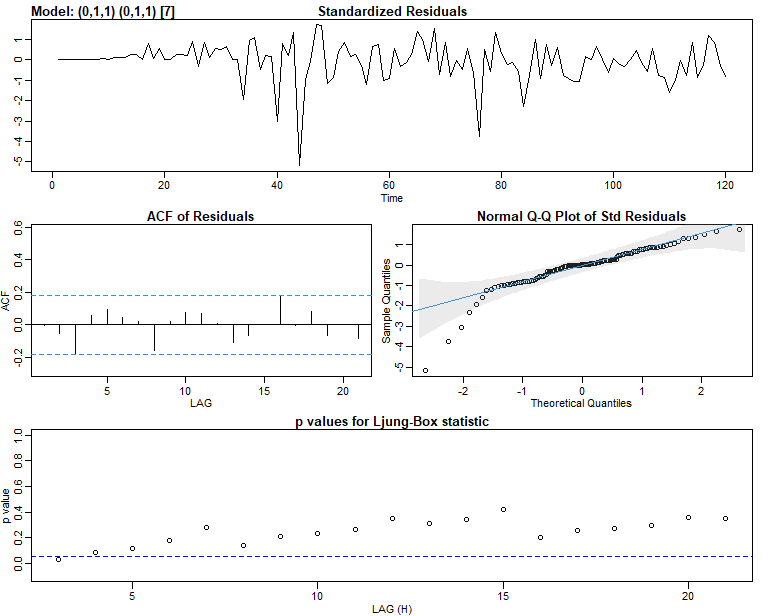 Model: (0,1,1) (0,1,1) [7] Standardized Residuals
1
0
-1
-2
-3
-4
-5
0 20 40 60 80 100 120
Time
ACF of Residuals
ACF
0.6
0.4
0.2
0.0
-0.2
5 10 15 20
LAG
Normal Q-Q Plot of Std Residuals
Sample Quantiles
1
0
-1
-2
-3
-4
-5
-2 -1 0 1 2
Theoretical Quantiles
p values for Ljung-Box statistic
p value
1.0
0.8
0.6
0.4
0.2
0.0
5 10 15 20
LAG (H)